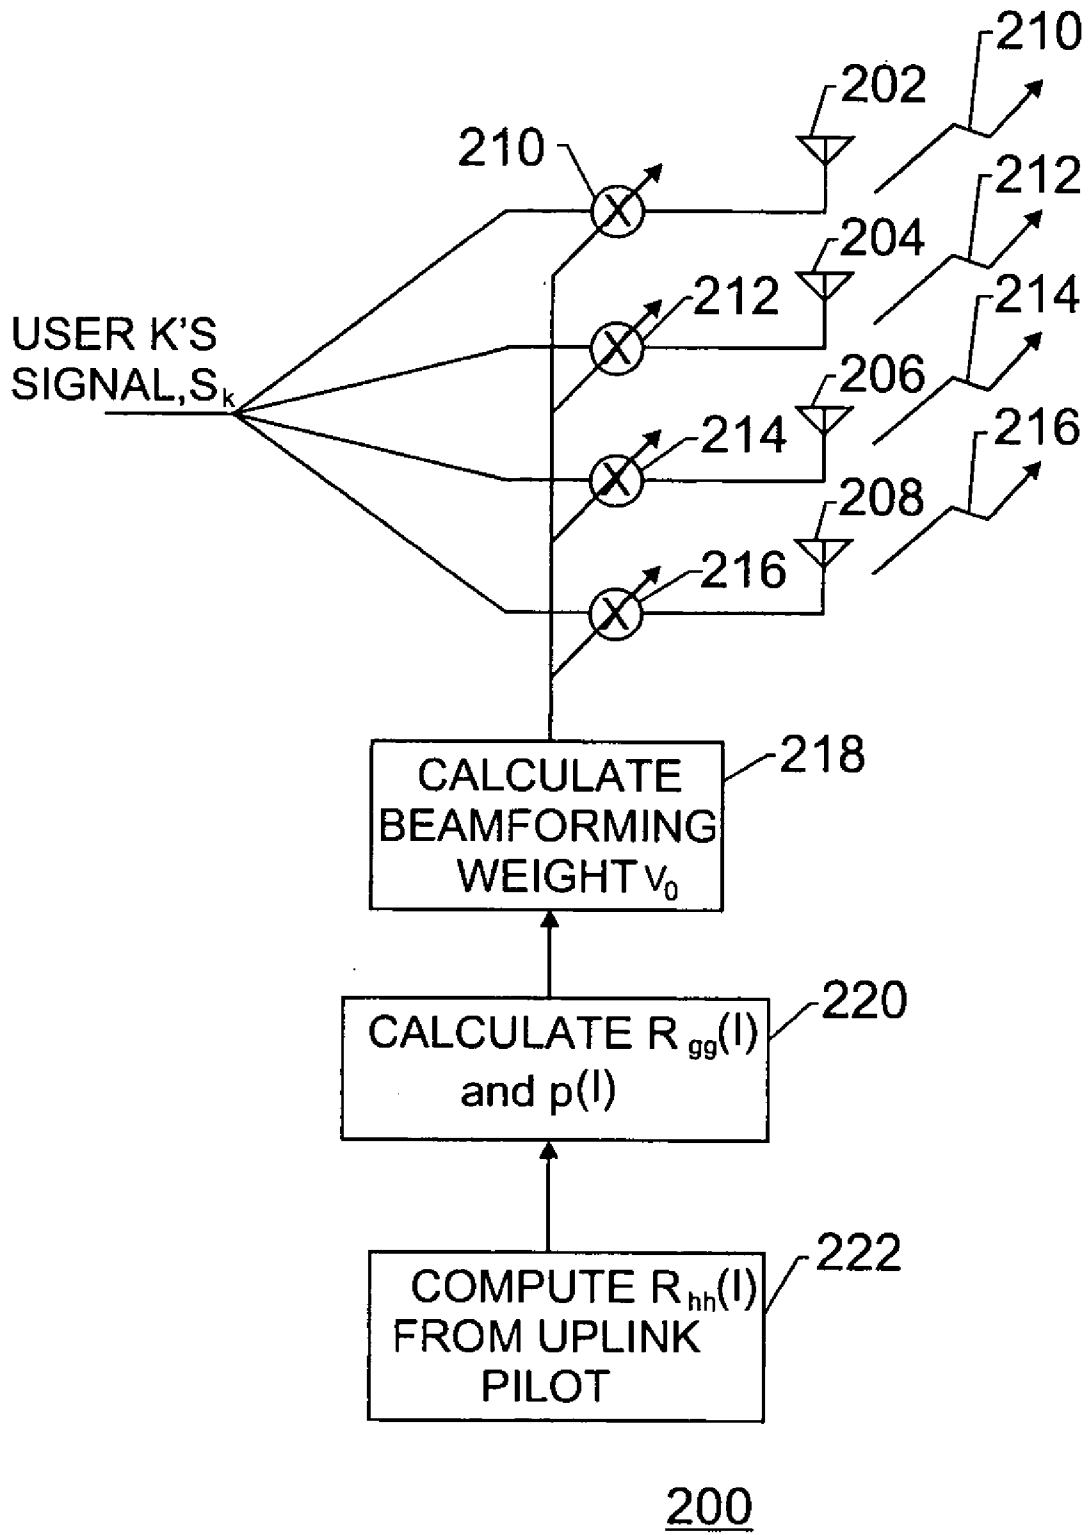 210
202
210
212
204
212
214
USER K'S
SIGNAL,Sk
206
214
216
208
216
X
X
X
X
CALCULATE
BEAMFORMING
WEIGHT V0
218
CALCULATE Rgg(l)
and p(l)
220
COMPUTE Rhh(l)
FROM UPLINK
PILOT
222
200